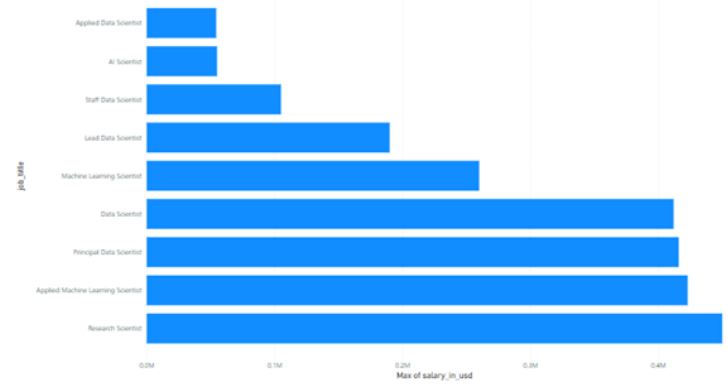 Applied Data Scientist
AI Scientist
Staff Data Scientist
Lead Data Scientist
Machine Learning Scientist
Data Scientist
Principal Data Scientist
Applied Machine Learning Scientist
Research Scientist
job_title
0.0M 0.1M 0.2M 0.3M 0.4M
Max of salary_in_usd